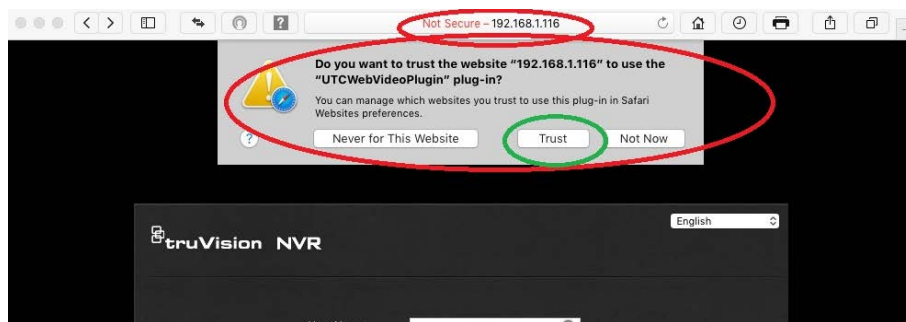 Not Secure – 192.168.1.116
Do you want to trust the website “192.168.1.116” to use the
“UTCWebVideoPlugin” plug-in?
You can manage which websites you trust to use this plug-in in Safari
Websites preferences.
? Never for This Website Trust Not Now
English
truVision NVR